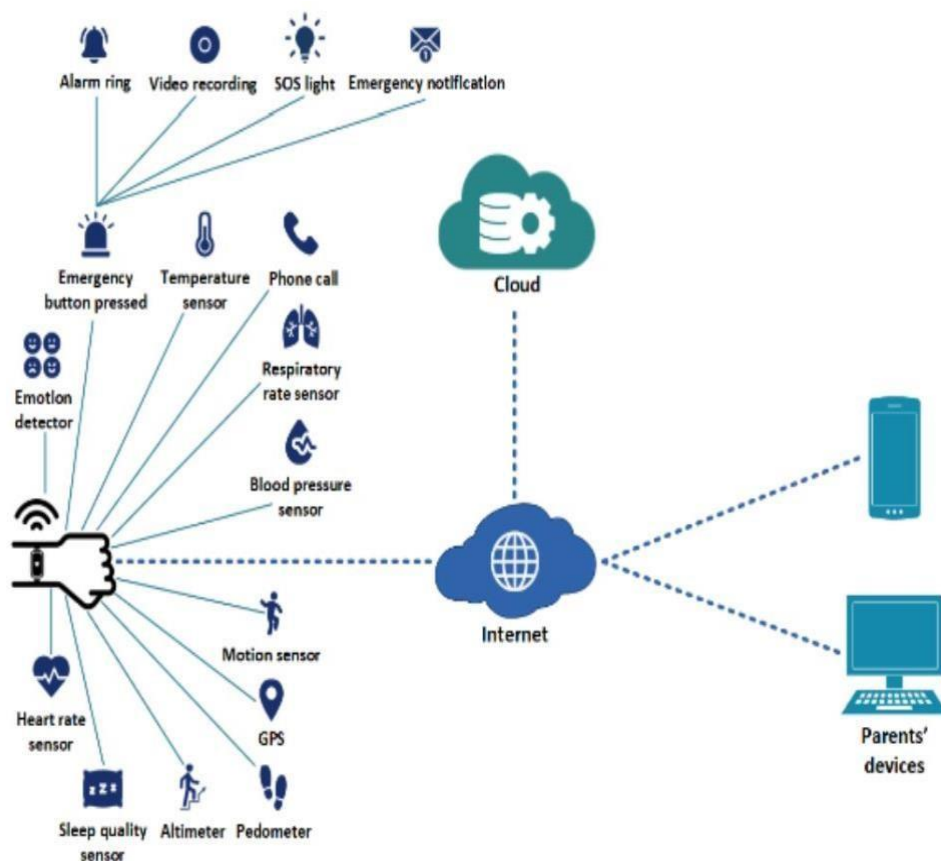 Alarm ring
Video recording
SOS light
Emergency notification
1
Emergency
button pressed
Temperature
sensor
Phone call
Cloud
Emotion
detector
Respiratory
rate sensor
Blood pressure
sensor
Internet
Motion sensor
Heart rate
sensor
GPS
Parents'
devices
zzz
Sleep quality
sensor
Altimeter
Pedometer